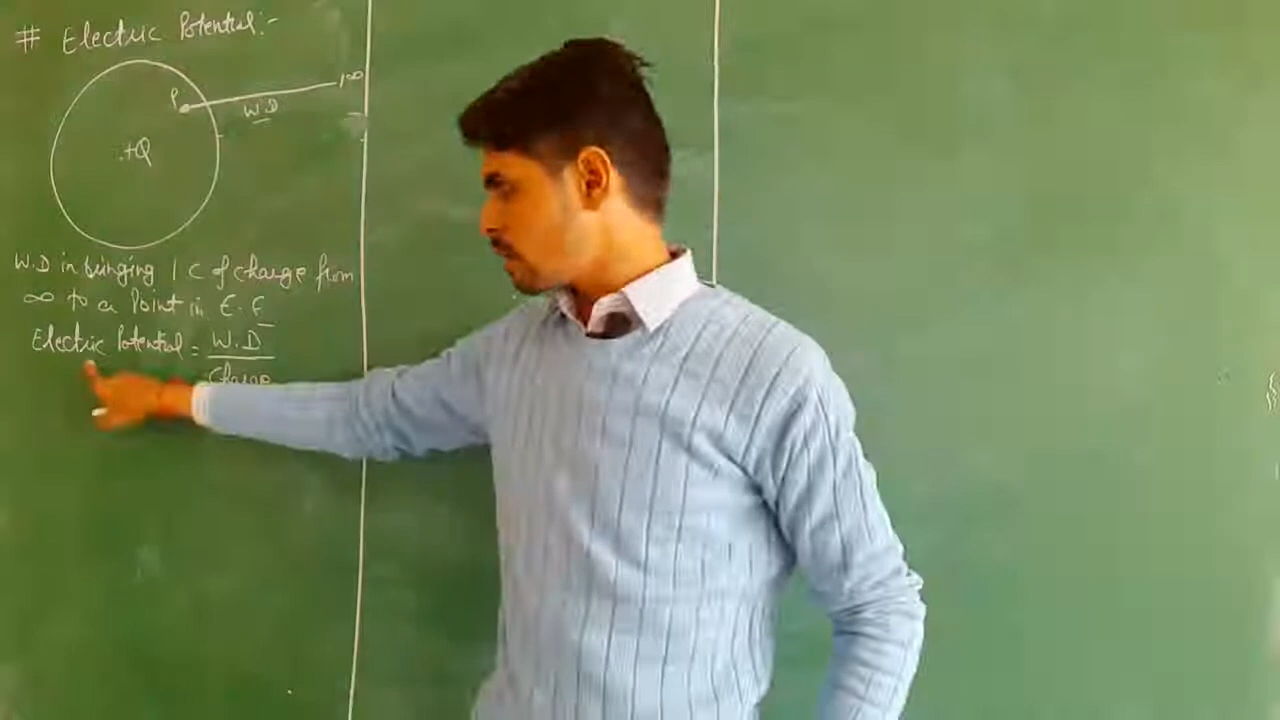 # Electric Potential:-
P
∞
W.D
+Q
W.D in bringing 1 C of charge from
∞ to a Point in E.F
Electric Potential = W.D
Charge